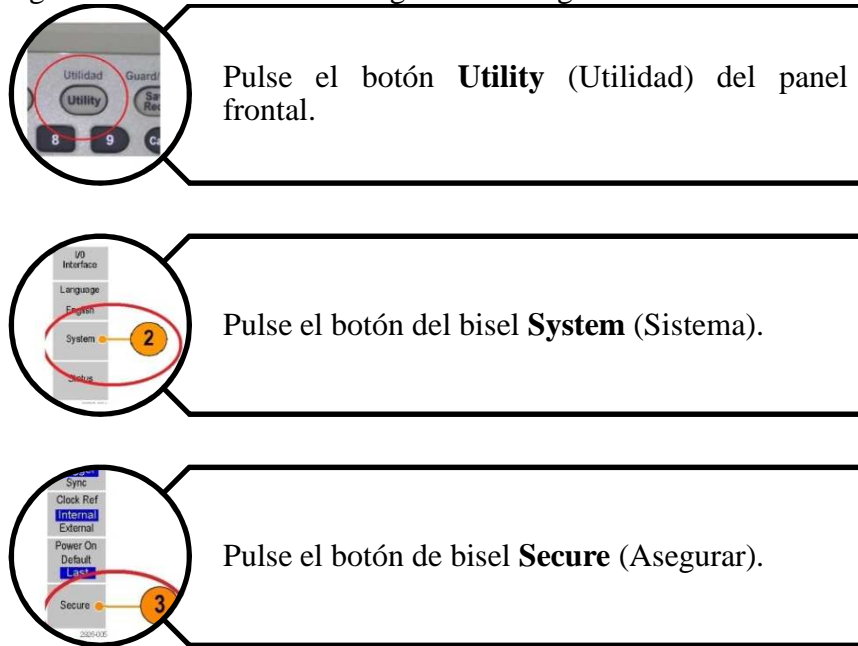 Utilidad
Guard/
Utility
8 9
Pulse el botón Utility (Utilidad) del panel
frontal.
I/O
Interface
Language
English
System
2
Status
Pulse el botón del bisel System (Sistema).
Sync
Clock Ref
Internal
External
Power On
Default
Last
Secure
3
2926-005
Pulse el botón de bisel Secure (Asegurar).